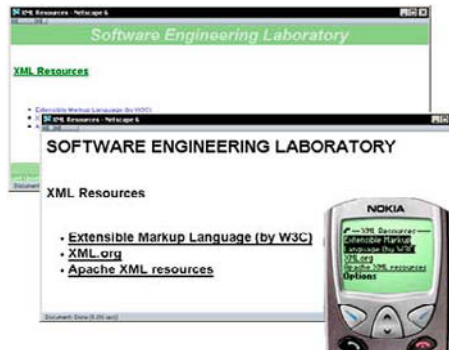 XML Resources - Netscape 6
Software Engineering Laboratory
XML Resources
Extensible Markup Language (by W3C)
XML Resources - Netscape 6
SOFTWARE ENGINEERING LABORATORY
XML Resources
Extensible Markup Language (by W3C)
XML.org
Apache XML resources
Document: Done
NOKIA
XML Resources
Extensible Markup
Language (by W3C)
XML.org
Apache XML resources
Options